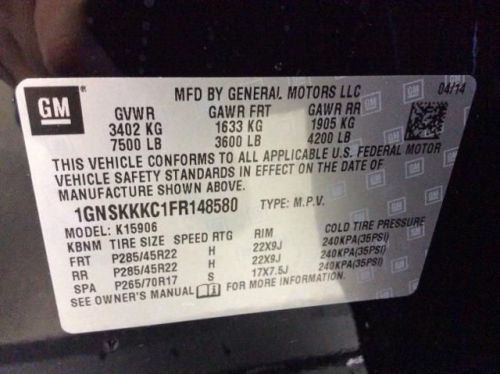 GM
MFD BY GENERAL MOTORS LLC 04/14
GVWR GAWR FRT GAWR RR
3402 KG 1633 KG 1905 KG
7500 LB 3600 LB 4200 LB
THIS VEHICLE CONFORMS TO ALL APPLICABLE U.S. FEDERAL MOTOR
VEHICLE SAFETY STANDARDS IN EFFECT ON THE DATE OF
MANUFACTURE SHOWN ABOVE.
1GNSKKKC1FR148580 TYPE: M.P.V.
MODEL: K15906
KBNM TIRE SIZE SPEED RTG RIM COLD TIRE PRESSURE
FRT P285/45R22 H 22X9J 240KPA(35PSI)
RR P285/45R22 H 22X9J 240KPA(35PSI)
SPA P265/70R17 S 17X7.5J 240KPA(35PSI)
SEE OWNER'S MANUAL FOR MORE INFORMATION.